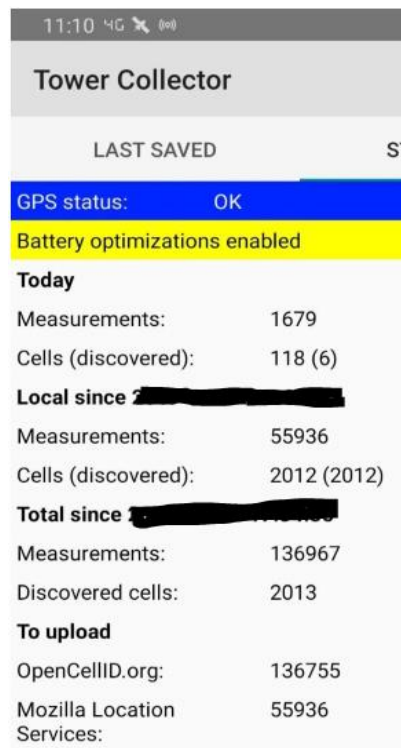 11:10 4G
Tower Collector
LAST SAVED
GPS status: OK
Battery optimizations enabled
Today
Measurements: 1679
Cells (discovered): 118 (6)
Local since
Measurements: 55936
Cells (discovered): 2012 (2012)
Total since
Measurements: 136967
Discovered cells: 2013
To upload
OpenCellID.org: 136755
Mozilla Location
Services: 55936